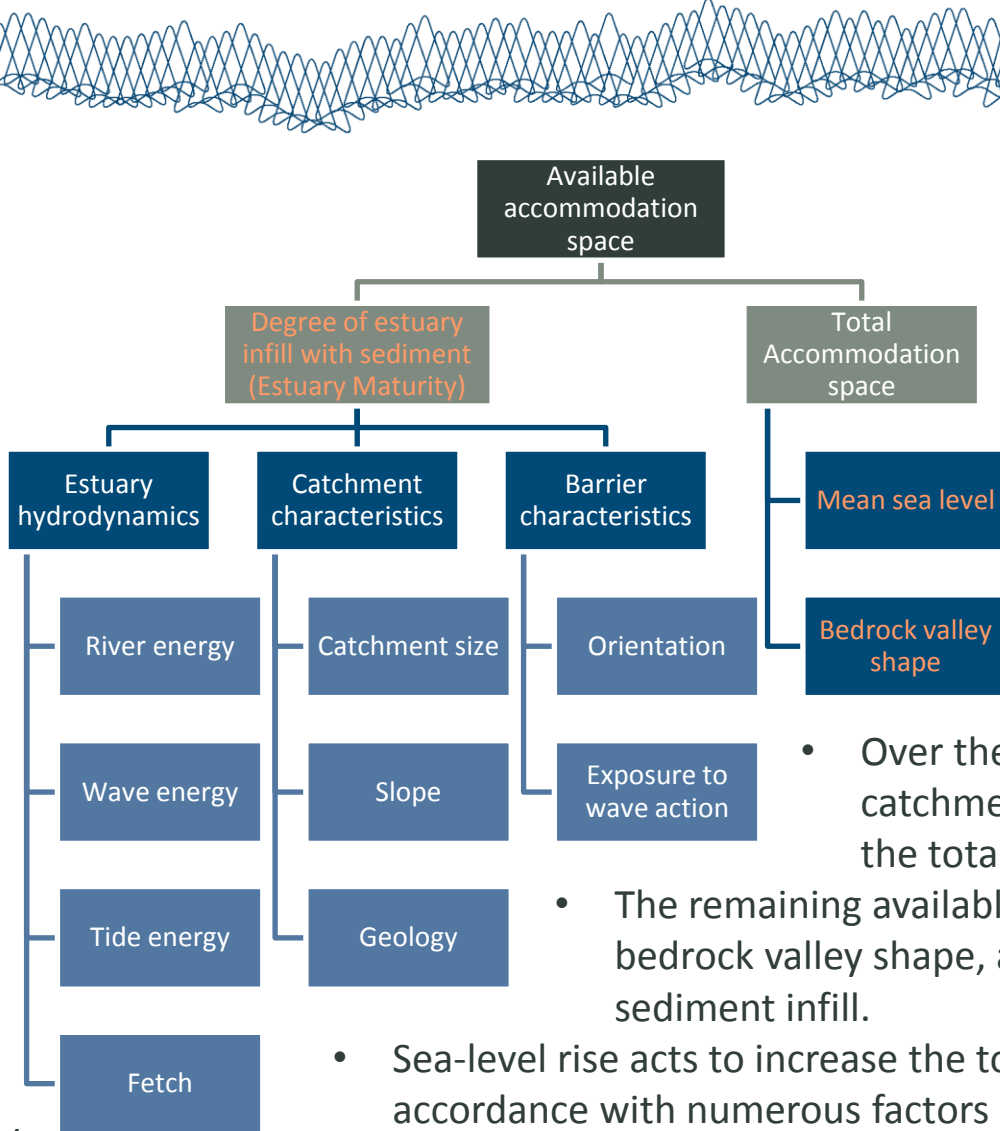 Available
accommodation
space
Degree of estuary
infill with sediment
(Estuary Maturity)
Total
Accommodation
space
Estuary
hydrodynamics
Catchment
characteristics
Barrier
characteristics
Mean sea level
River energy
Catchment size
Orientation
Bedrock valley
shape
Wave energy
Slope
Exposure to
wave action
Tide energy
Geology
Fetch
• Over the
catchme
the tota
• The remaining availabl
bedrock valley shape, a
sediment infill.
• Sea-level rise acts to increase the to
accordance with numerous factors